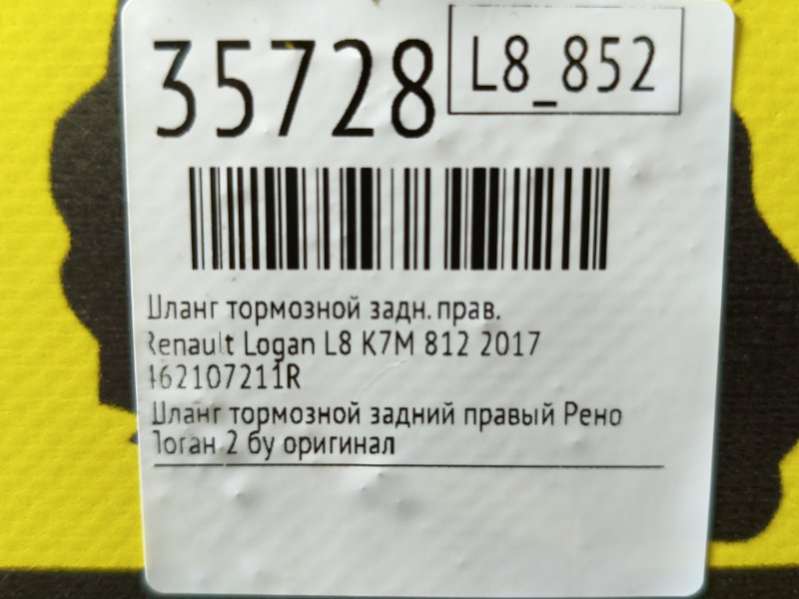 35728
L8_852
Шланг тормозной задн. прав.
Renault Logan L8 K7M 812 2017
462107211R
Шланг тормозной задний правый Рено
Логан 2 бу оригинал